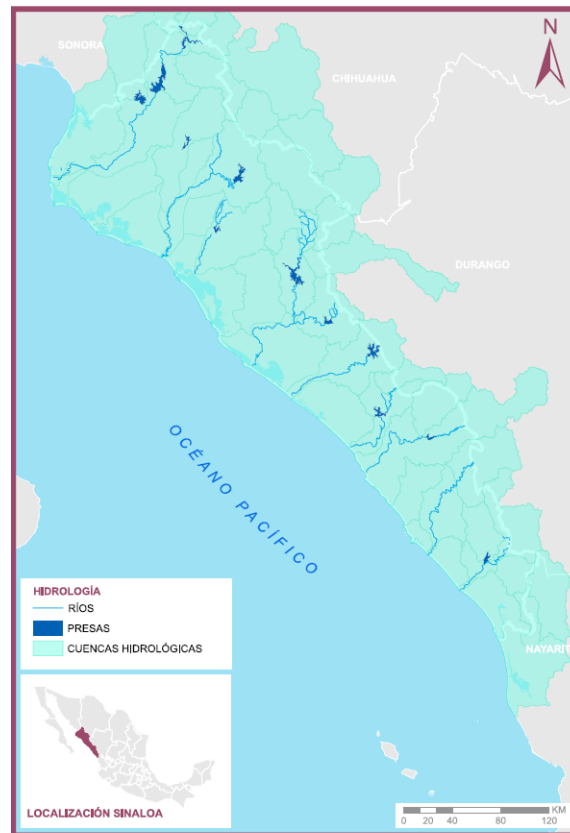 N
SONORA
CHIHUAHUA
DURANGO
OCÉANO PACÍFICO
NAYARIT
HIDROLOGÍA
RÍOS
PRESAS
CUENCAS HIDROLÓGICAS
LOCALIZACIÓN SINALOA
KM
0 20 40 80 120